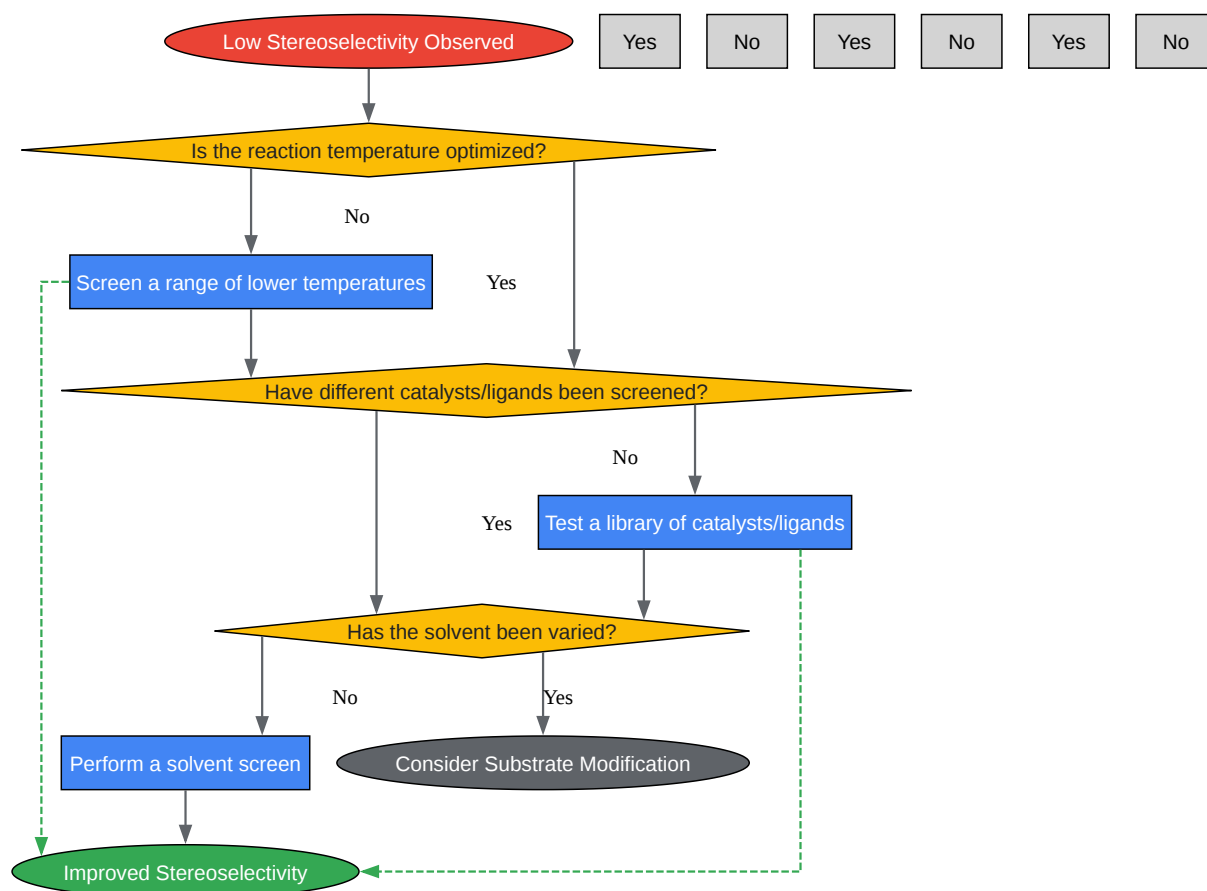 Low Stereoselectivity Observed
Yes
No
Yes
No
Yes
No
Is the reaction temperature optimized?
No
Screen a range of lower temperatures
Yes
Have different catalysts/ligands been screened?
No
Yes
Test a library of catalysts/ligands
Has the solvent been varied?
No
Yes
Perform a solvent screen
Consider Substrate Modification
Improved Stereoselectivity